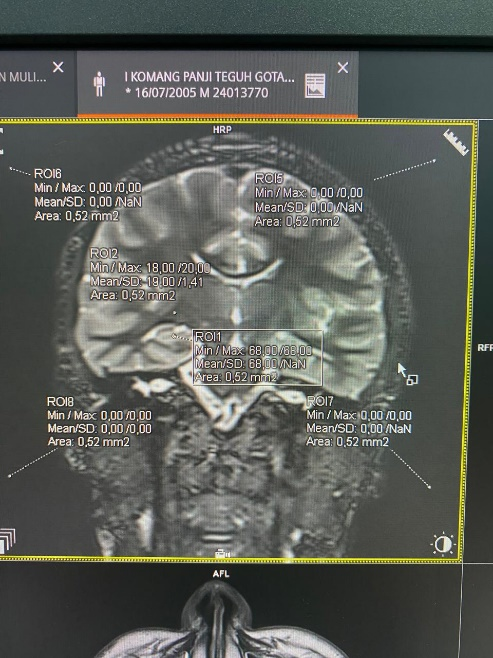 N MULI...
I KOMANG PANJI TEGUH GOTA...
* 16/07/2005 M 24013770
HRP
ROI6
Min / Max: 0,00 /0,00
Mean/SD: 0,00 /NaN
Area: 0,52 mm2
ROI5
Min / Max: 0,00 /0,00
Mean/SD: 0,00 /NaN
Area: 0,52 mm2
ROI2
Min / Max: 18,00 /20,00
Mean/SD: 19,00 /1,41
Area: 0,52 mm2
ROI1
Min / Max: 68,00 /68,00
Mean/SD: 68,00 /NaN
Area: 0,52 mm2
RFP
ROI8
Min / Max: 0,00 /0,00
Mean/SD: 0,00 /0,00
Area: 0,52 mm2
ROI7
Min / Max: 0,00 /0,00
Mean/SD: 0,00 /NaN
Area: 0,52 mm2
AFL